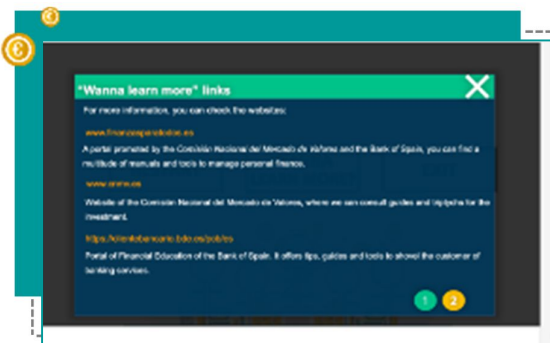 "Wanna learn more" links
For more information, you can check the websites:
www.finanzasparatodos.es
A portal promoted by the Comisión Nacional del Mercado de Valores and the Bank of Spain, you can find a
multitude of manuals and tools to manage personal finance.
www.cnmv.es
Website of the Comisión Nacional del Mercado de Valores, where we can consult guides and triptychs for the
investment.
https://clientebancario.bde.es/pcb/es
Portal of Financial Education of the Bank of Spain. It offers tips, guides and tools to shovel the customer of
banking services.
1 2